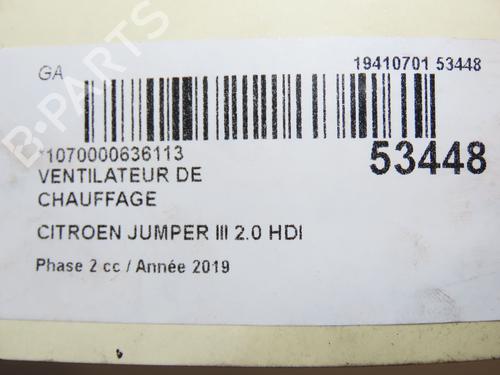 GA
19410701 53448
*1070000636113
53448
VENTILATEUR DE
CHAUFFAGE
CITROEN JUMPER III 2.0 HDI
Phase 2 cc / Année 2019
B-PARTS